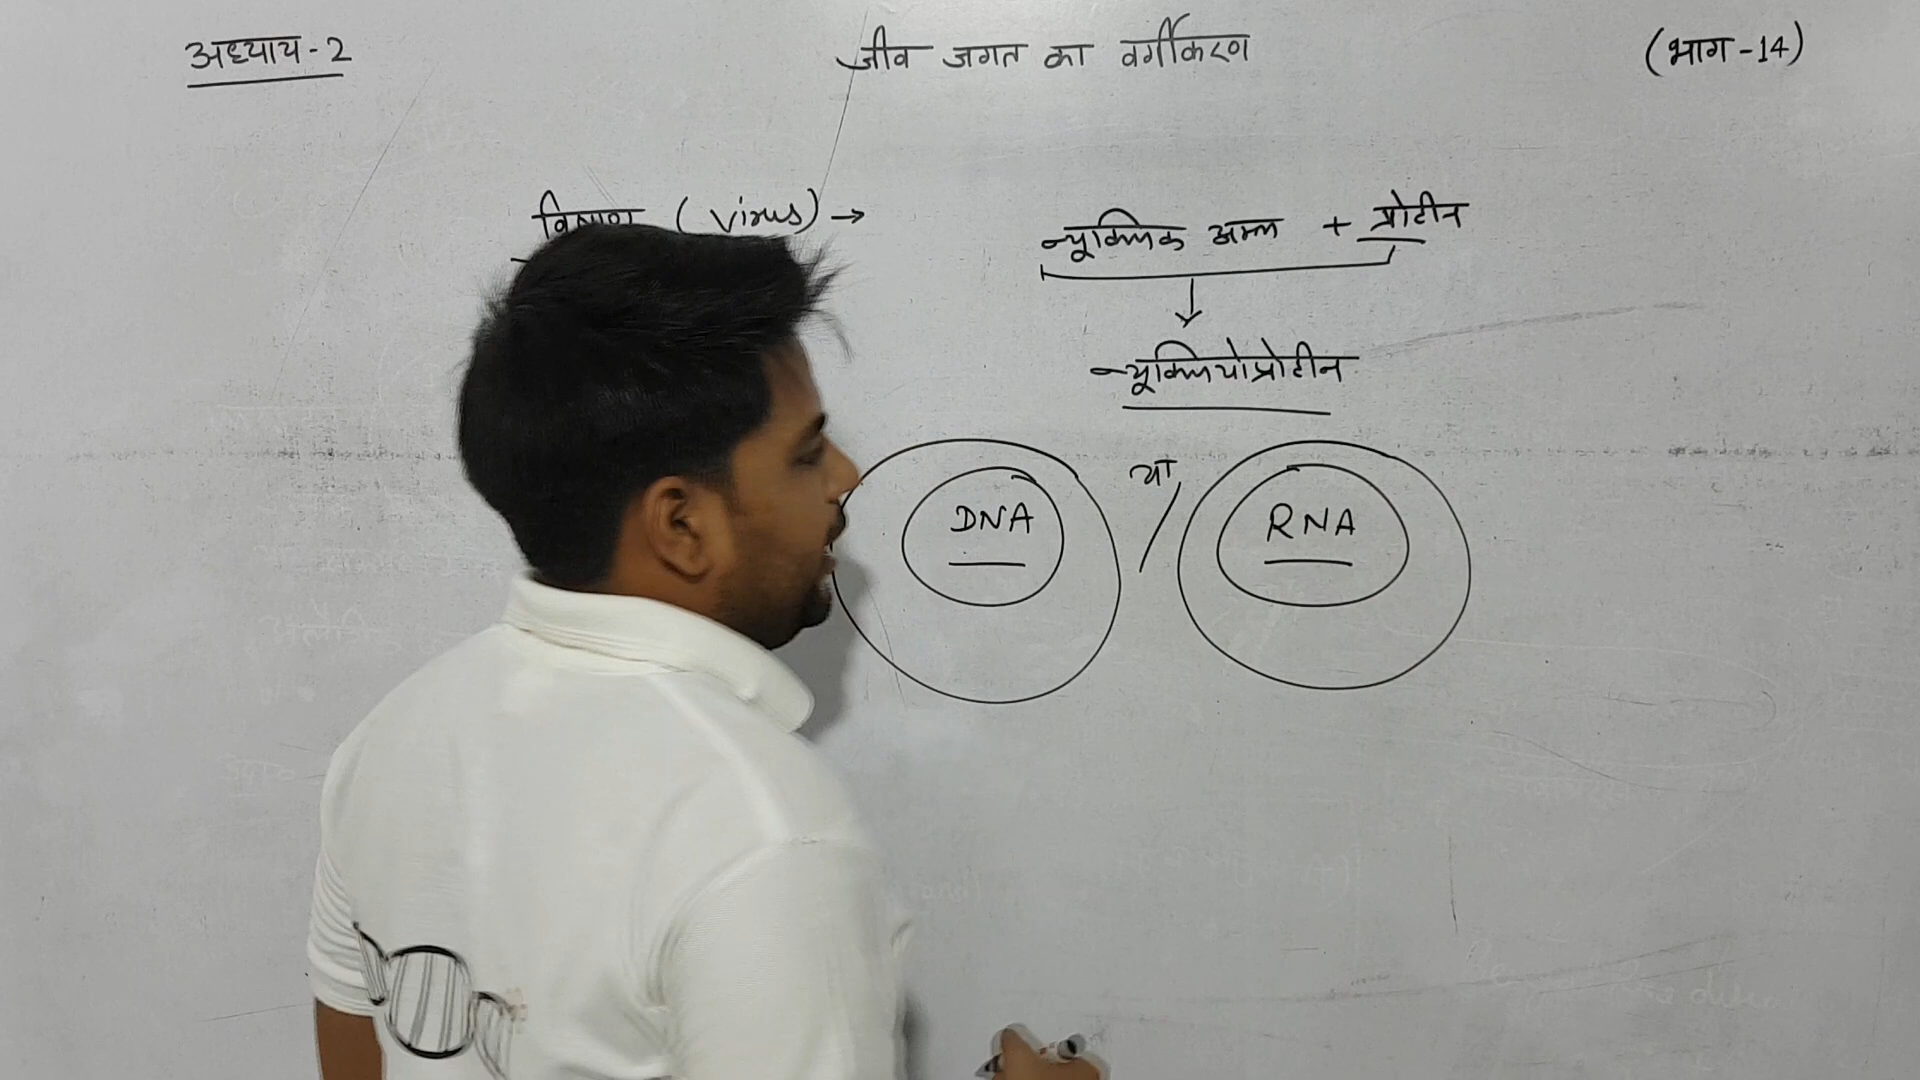 अध्याय-2 जीव जगत का वर्गीकरण (भाग-14)
विषाणु (Virus) → न्यूक्लिक अम्ल + प्रोटीन
न्यूक्लियोप्रोटीन
DNA या / RNA